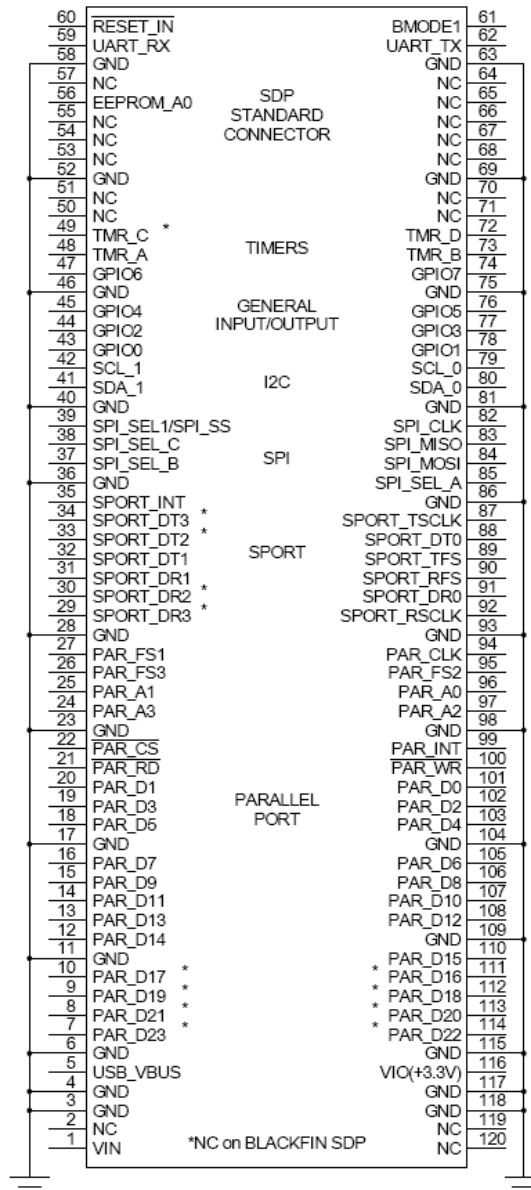 60 RESET_IN BMODE1 61
59 UART_RX UART_TX 62
58 GND GND 63
57 NC NC 64
56 EEPROM_A0 SDP NC 65
55 NC STANDARD NC 66
54 NC CONNECTOR NC 67
53 NC NC 68
52 GND GND 69
51 NC NC 70
50 NC NC 71
49 TMR_C * TMR_D 72
48 TMR_A TIMERS TMR_B 73
47 GPIO6 GPIO7 74
46 GND GND 75
45 GPIO4 GENERAL GPIO5 76
44 GPIO2 INPUT/OUTPUT GPIO3 77
43 GPIO0 GPIO1 78
42 SCL_1 SCL_0 79
41 SDA_1 I2C SDA_0 80
40 GND GND 81
39 SPI_SEL1/SPI_SS SPI_CLK 82
38 SPI_SEL_C SPI_MISO 83
37 SPI_SEL_B SPI SPI_MOSI 84
36 GND SPI_SEL_A 85
35 SPORT_INT GND 86
34 SPORT_DT3 * SPORT_TSCLK 87
33 SPORT_DT2 * SPORT_DT0 88
32 SPORT_DT1 SPORT SPORT_TFS 89
31 SPORT_DR1 SPORT_RFS 90
30 SPORT_DR2 * SPORT_DR0 91
29 SPORT_DR3 * SPORT_RSCLK 92
28 GND GND 93
27 PAR_FS1 PAR_CLK 94
26 PAR_FS3 PAR_FS2 95
25 PAR_A1 PAR_A0 96
24 PAR_A3 PAR_A2 97
23 GND GND 98
22 PAR_CS PAR_INT 99
21 PAR_RD PAR_WR 100
20 PAR_D1 PAR_D0 101
19 PAR_D3 PARALLEL PAR_D2 102
18 PAR_D5 PORT PAR_D4 103
17 GND GND 104
16 PAR_D7 PAR_D6 105
15 PAR_D9 PAR_D8 106
14 PAR_D11 PAR_D10 107
13 PAR_D13 PAR_D12 108
12 PAR_D14 GND 109
11 GND PAR_D15 110
10 PAR_D17 * * PAR_D16 111
9 PAR_D19 * * PAR_D18 112
8 PAR_D21 * * PAR_D20 113
7 PAR_D23 * * PAR_D22 114
6 GND GND 115
5 USB_VBUS VIO(+3.3V) 116
4 GND GND 117
3 GND GND 118
2 NC NC 119
1 VIN *NC on BLACKFIN SDP NC 120